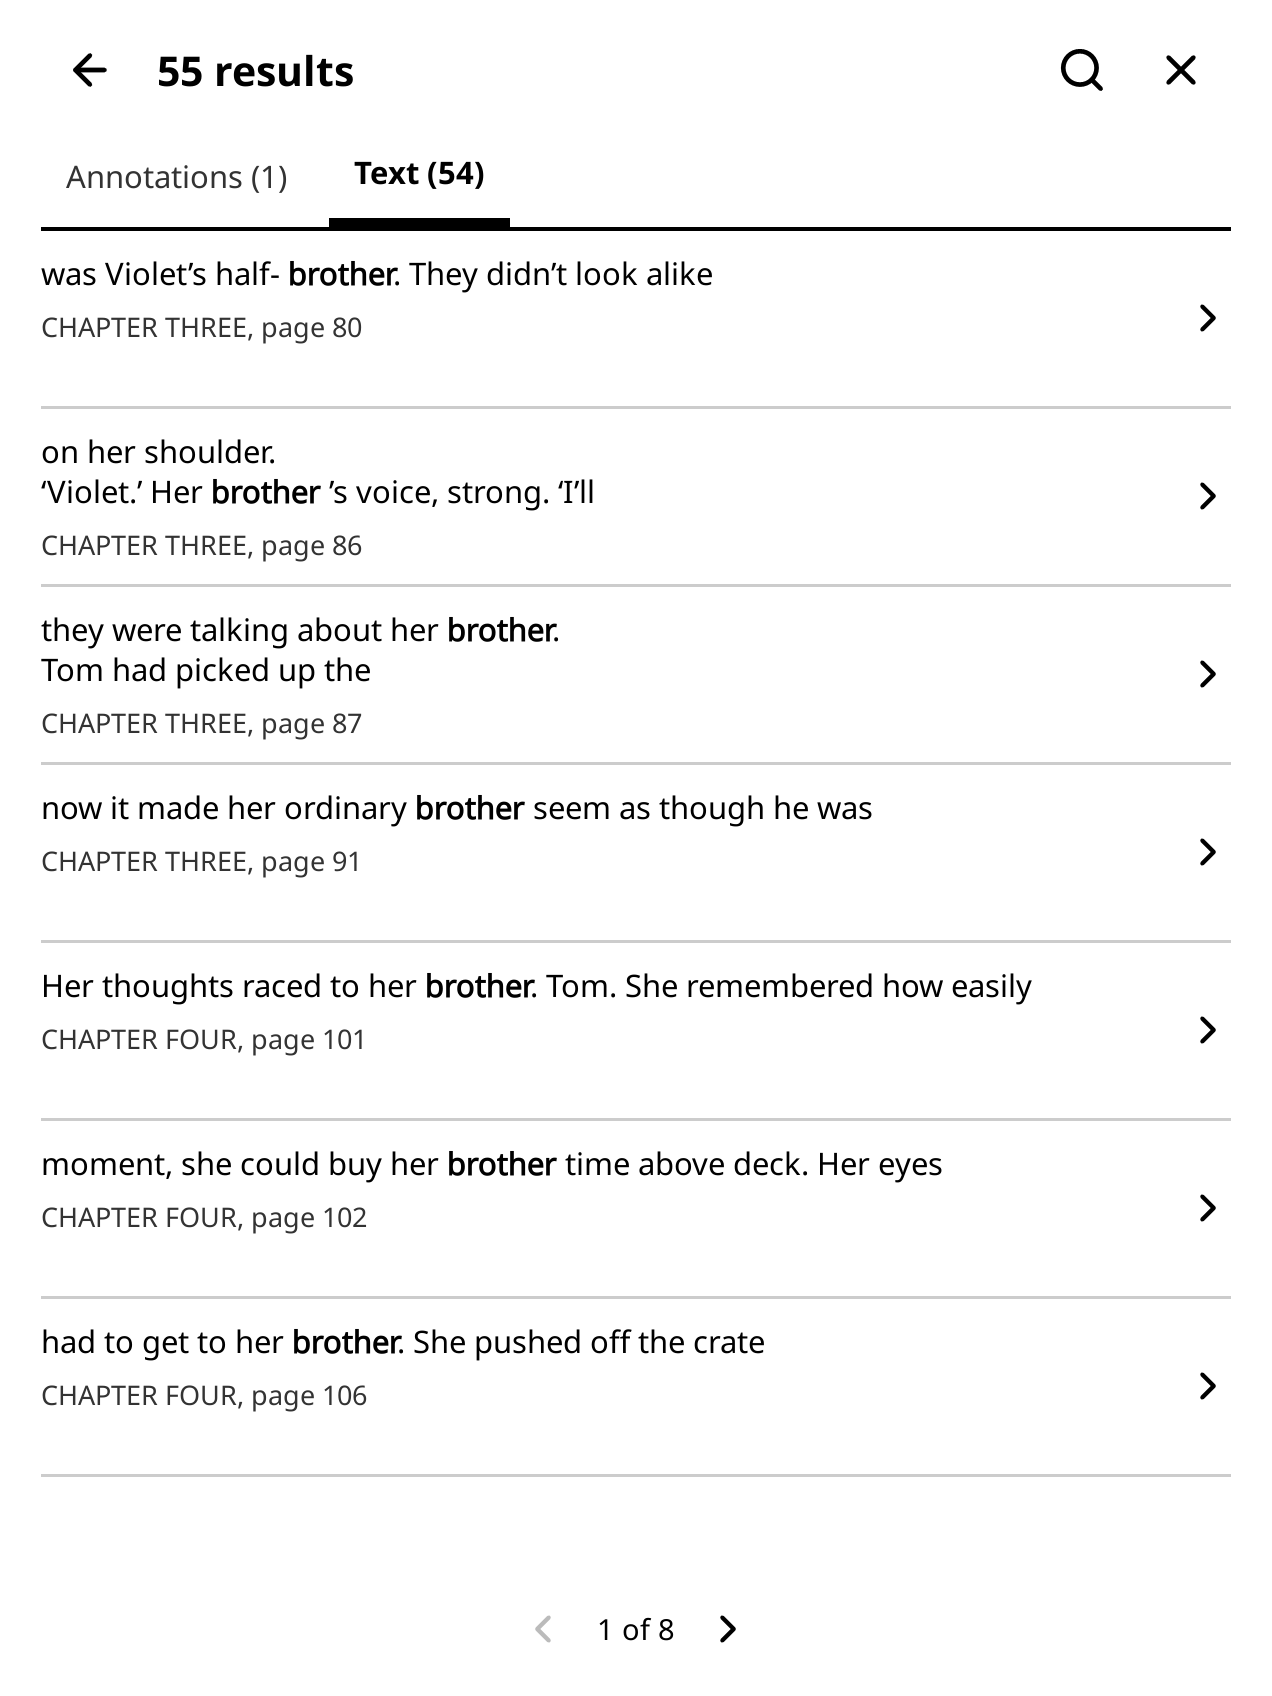 55 results
Annotations (1)
Text (54)
was Violet’s half- brother. They didn’t look alike
CHAPTER THREE, page 80
on her shoulder.
‘Violet.’ Her brother ’s voice, strong. ‘I’ll
CHAPTER THREE, page 86
they were talking about her brother.
Tom had picked up the
CHAPTER THREE, page 87
now it made her ordinary brother seem as though he was
CHAPTER THREE, page 91
Her thoughts raced to her brother. Tom. She remembered how easily
CHAPTER FOUR, page 101
moment, she could buy her brother time above deck. Her eyes
CHAPTER FOUR, page 102
had to get to her brother. She pushed off the crate
CHAPTER FOUR, page 106
1 of 8